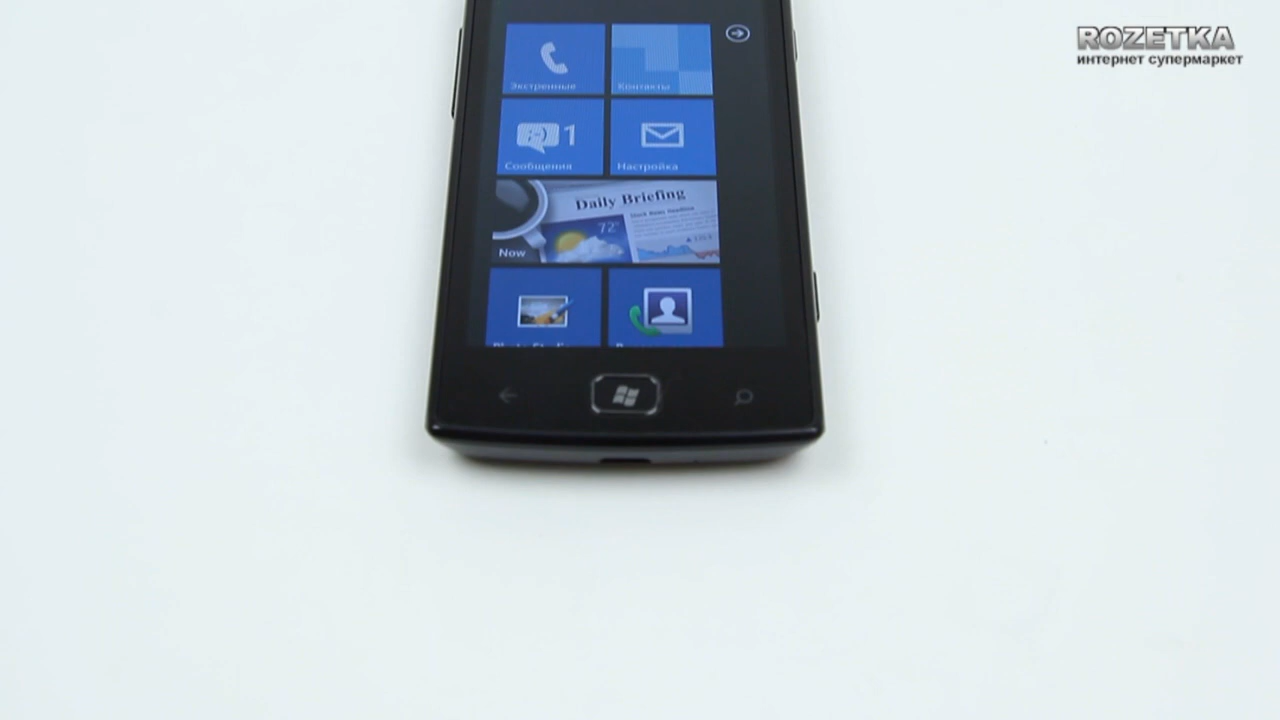 ROZETKA
интернет супермаркет
Экстренные
Контакты
1
Сообщения
Настройка
Daily Briefing
72°
Now